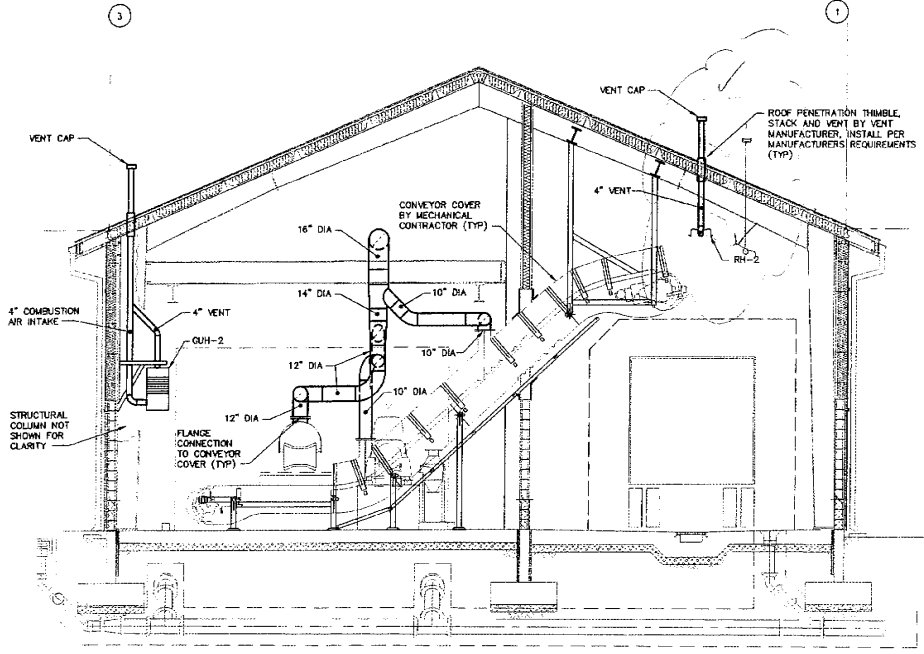 3
1
VENT CAP
VENT CAP
ROOF PENETRATION THIMBLE,
STACK AND VENT BY VENT
MANUFACTURER, INSTALL PER
MANUFACTURERS REQUIREMENTS
(TYP)
CONVEYOR COVER
BY MECHANICAL
CONTRACTOR (TYP)
4" VENT
16" DIA
RH-2
14" DIA
10" DIA
4" COMBUSTION
AIR INTAKE
4" VENT
GUH-2
10" DIA
12" DIA
12" DIA
10" DIA
STRUCTURAL
COLUMN NOT
SHOWN FOR
CLARITY
FLANGE
CONNECTION
TO CONVEYOR
COVER (TYP)